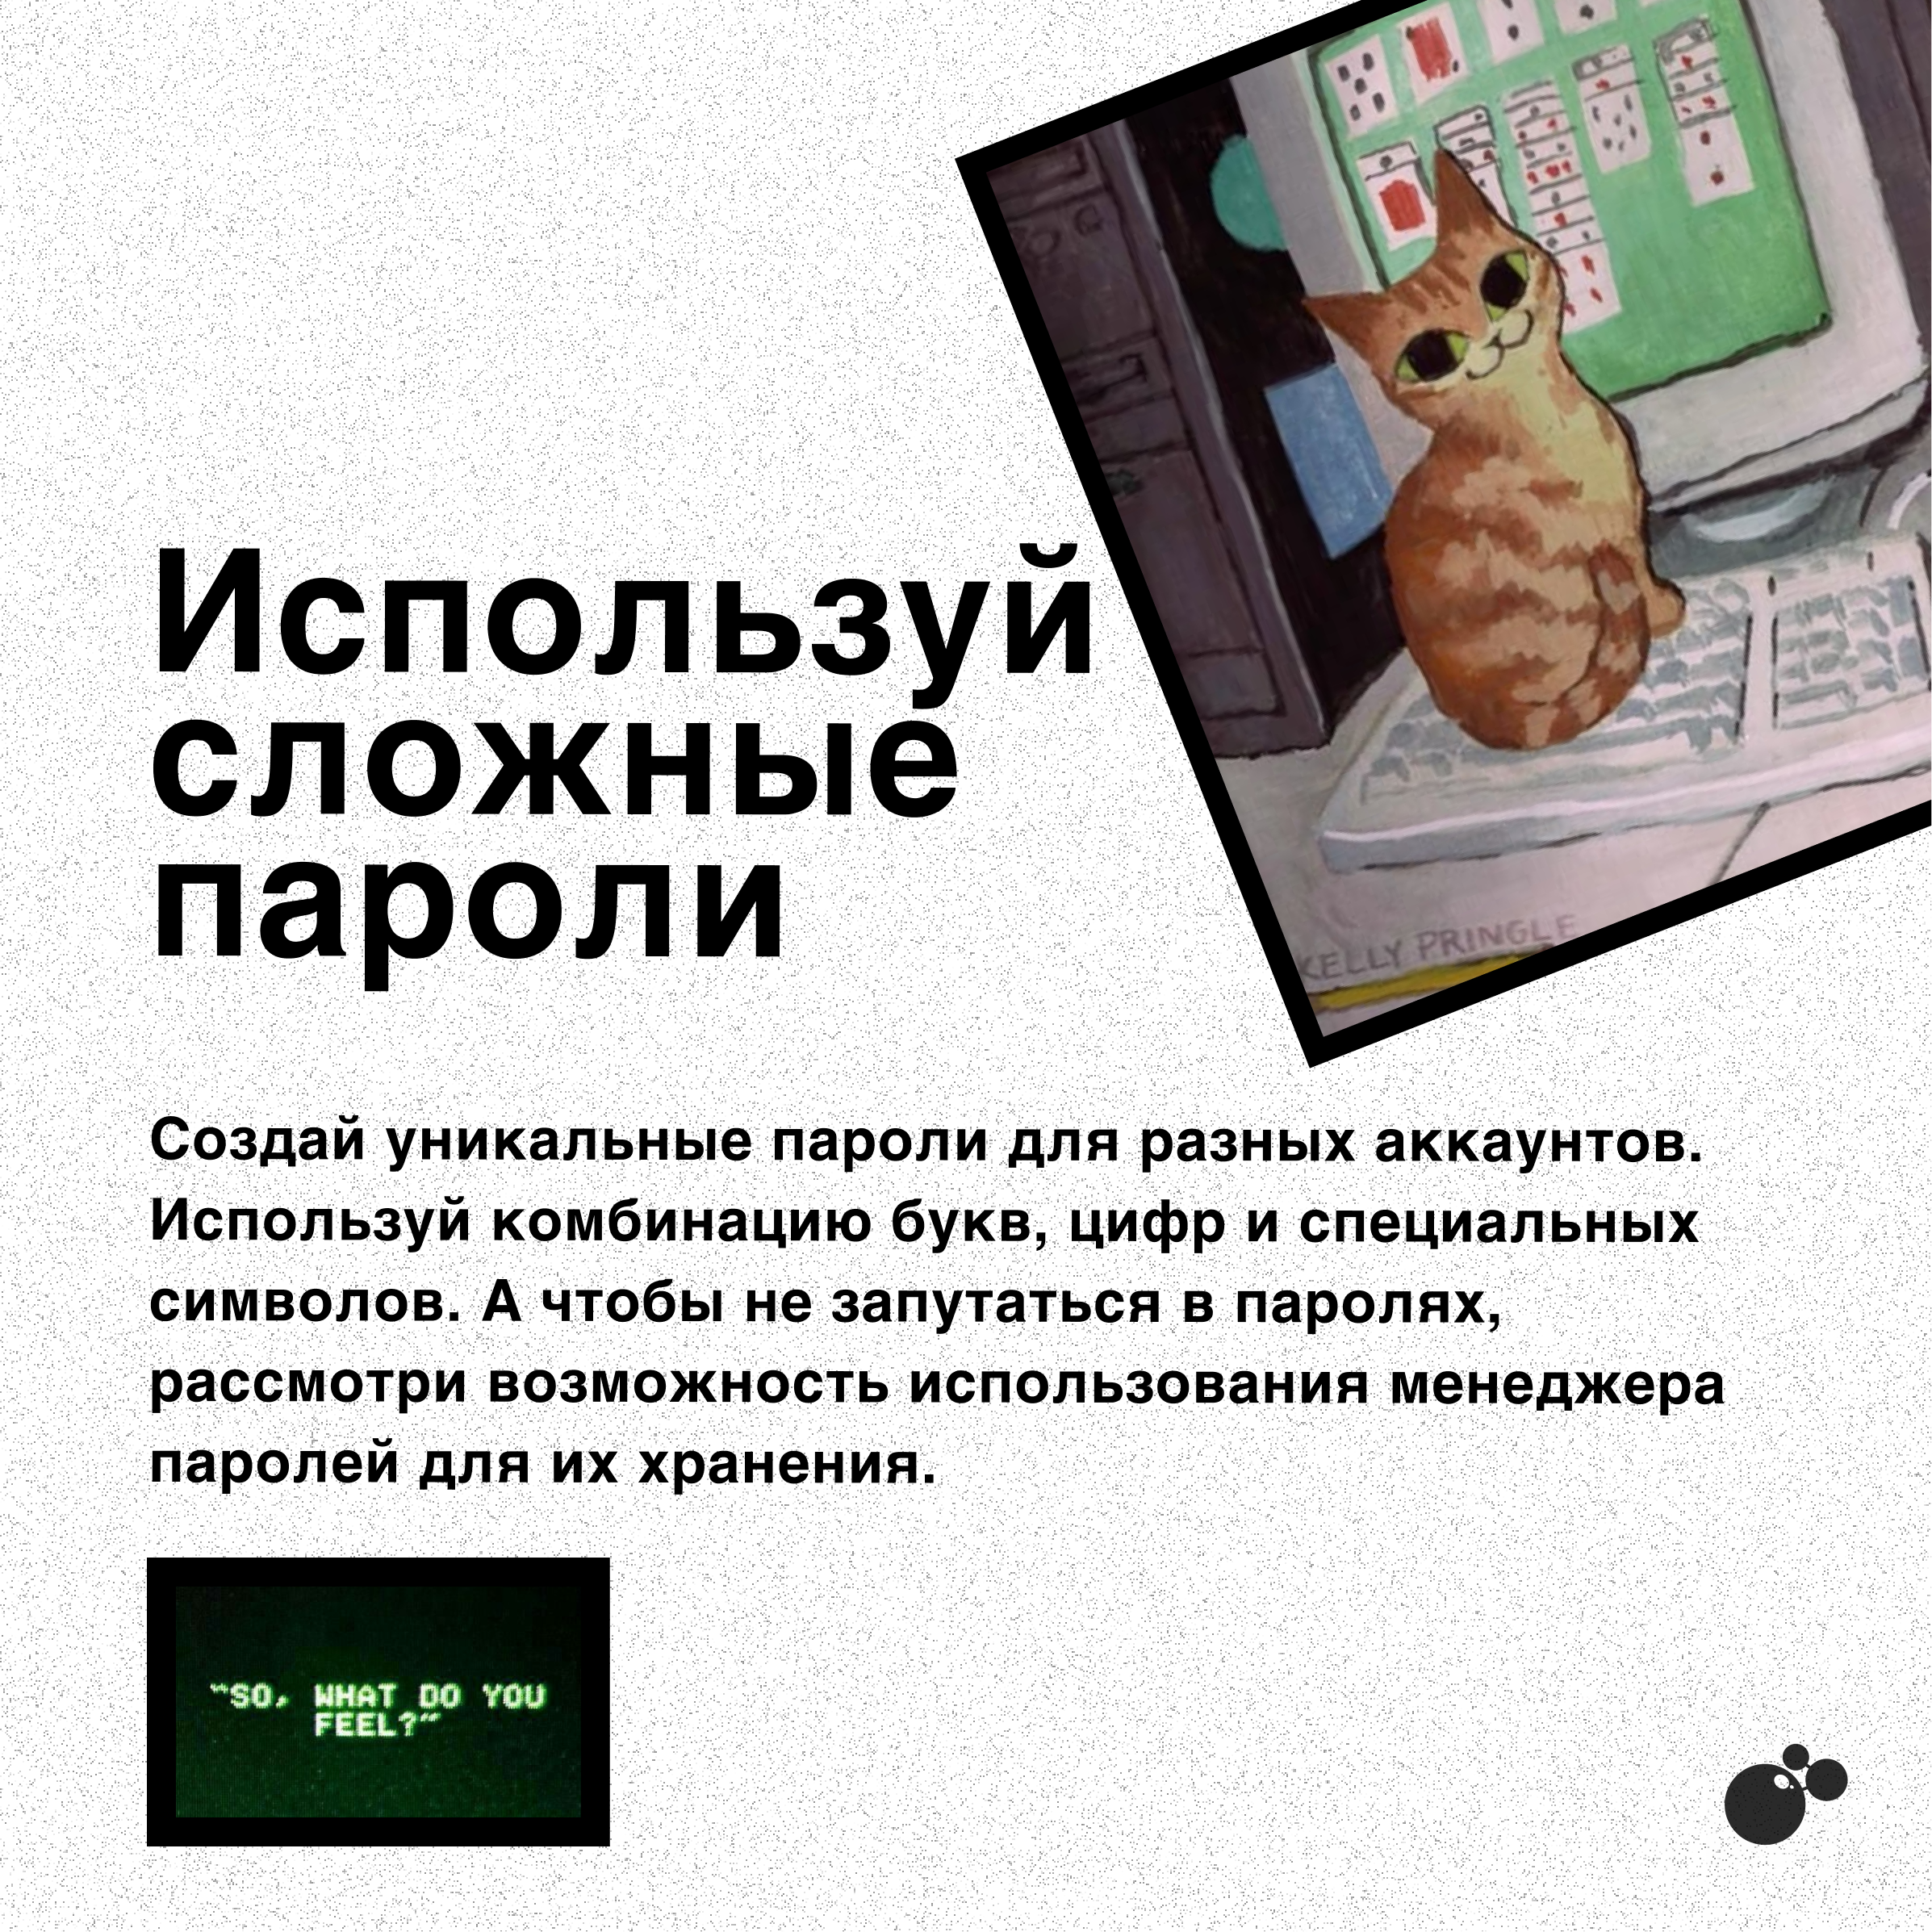 Используй
сложные
пароли
KELLY PRINGLE
Создай уникальные пароли для разных аккаунтов.
Используй комбинацию букв, цифр и специальных
символов. А чтобы не запутаться в паролях,
рассмотри возможность использования менеджера
паролей для их хранения.
"SO, WHAT DO YOU
FEEL?"